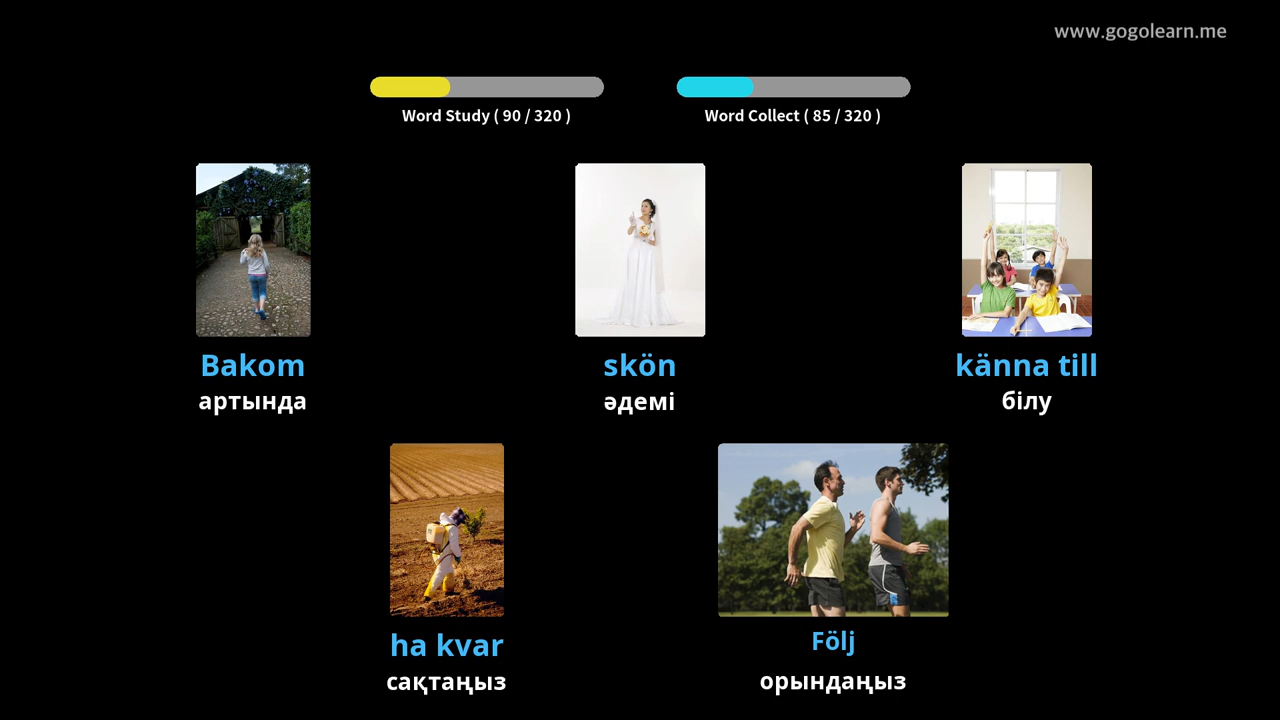 www.gogolearn.me
Word Study ( 90 / 320 )
Word Collect ( 85 / 320 )
Bakom
артында
skön
әдемі
känna till
білу
ha kvar
сақтаңыз
Följ
орындаңыз